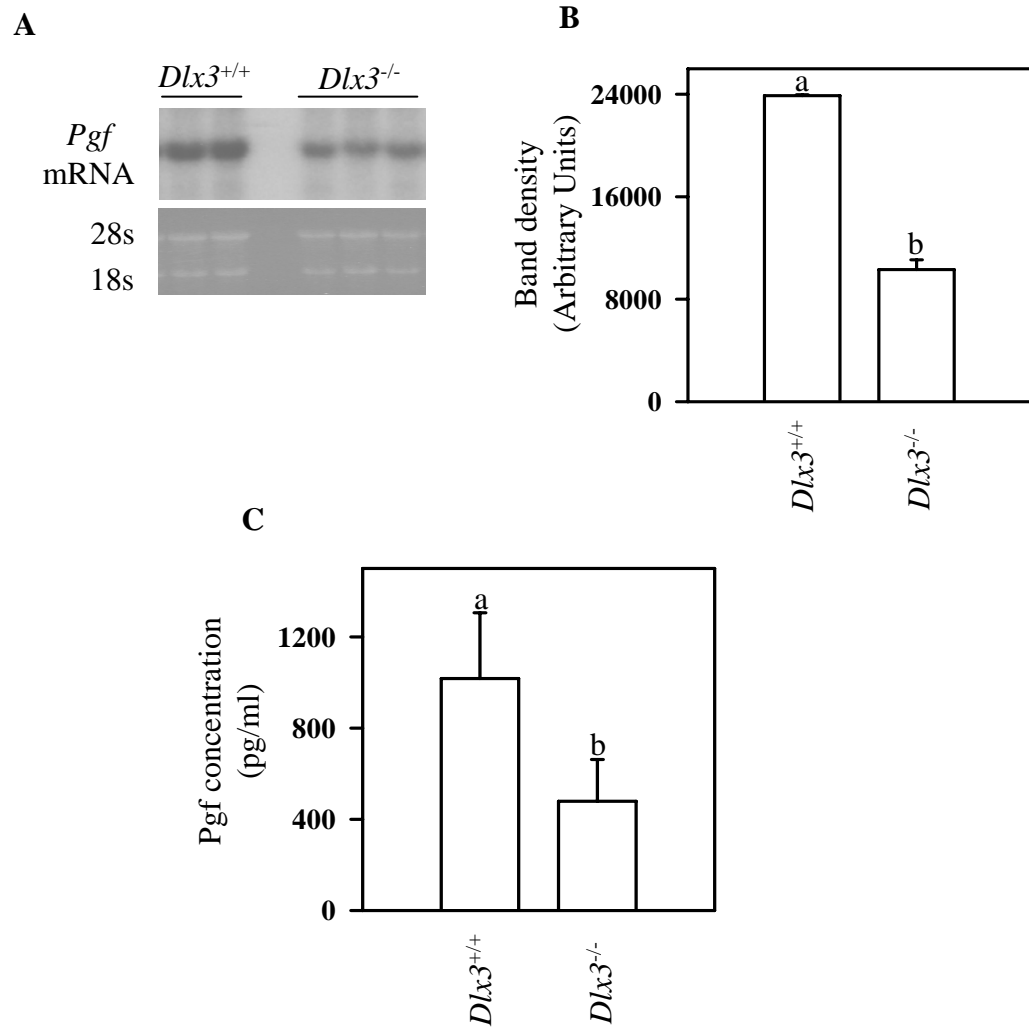 A
Dlx3+/+ Dlx3-/-
Pgf
mRNA
28s
18s
B
Band density
(Arbitrary Units)
24000
16000
8000
0
a
b
Dlx3+/+
Dlx3-/-
C
Pgf concentration
(pg/ml)
1200
800
400
0
a
b
Dlx3+/+
Dlx3-/-